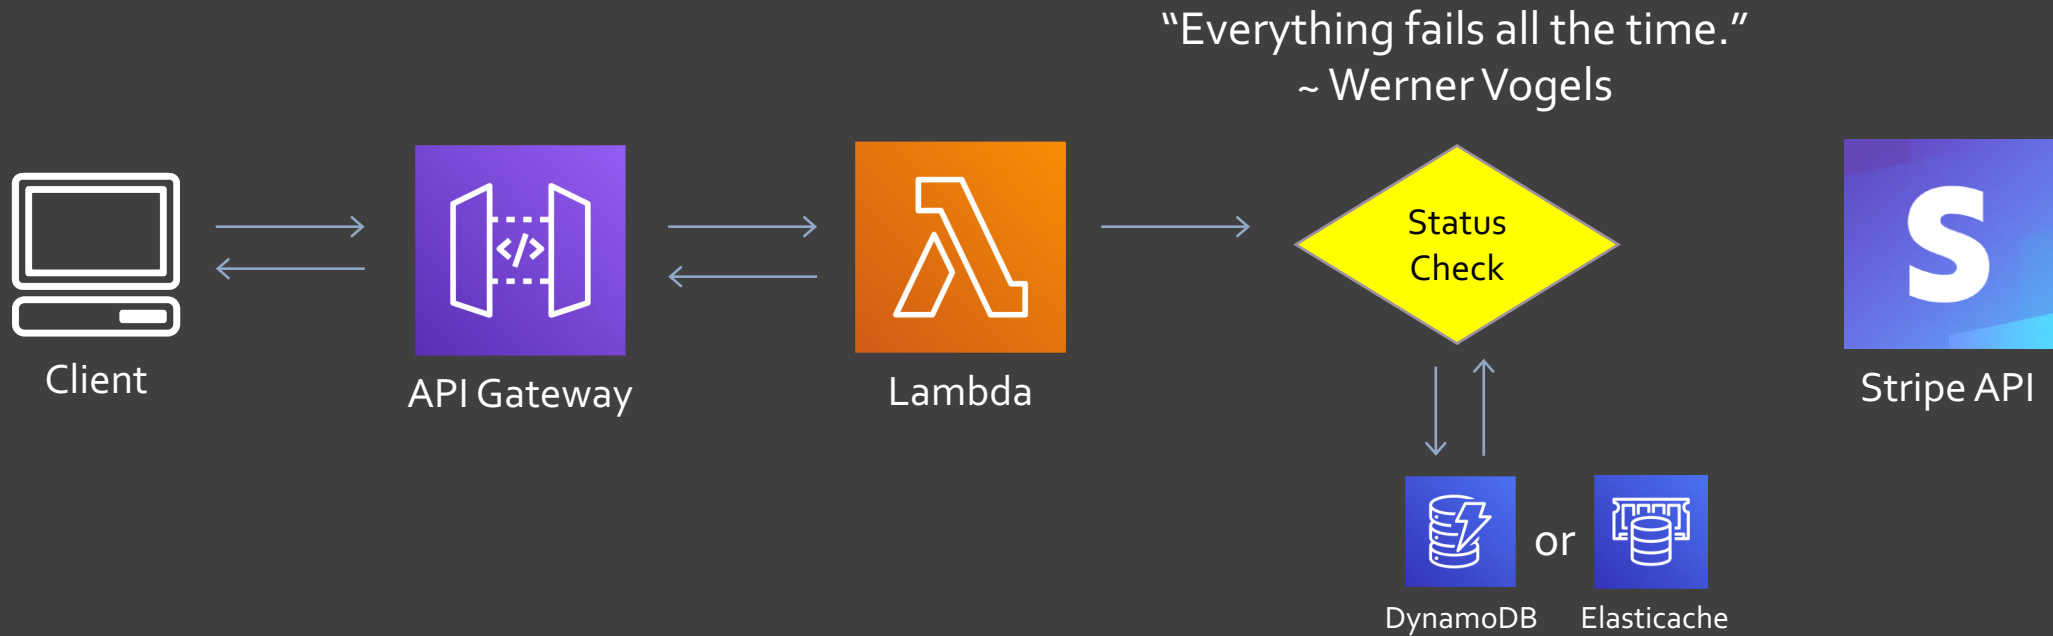 “Everything fails all the time.”
~ Werner Vogels
Status
Check
S
Client
API Gateway
Lambda
Stripe API
or
DynamoDB
Elasticache